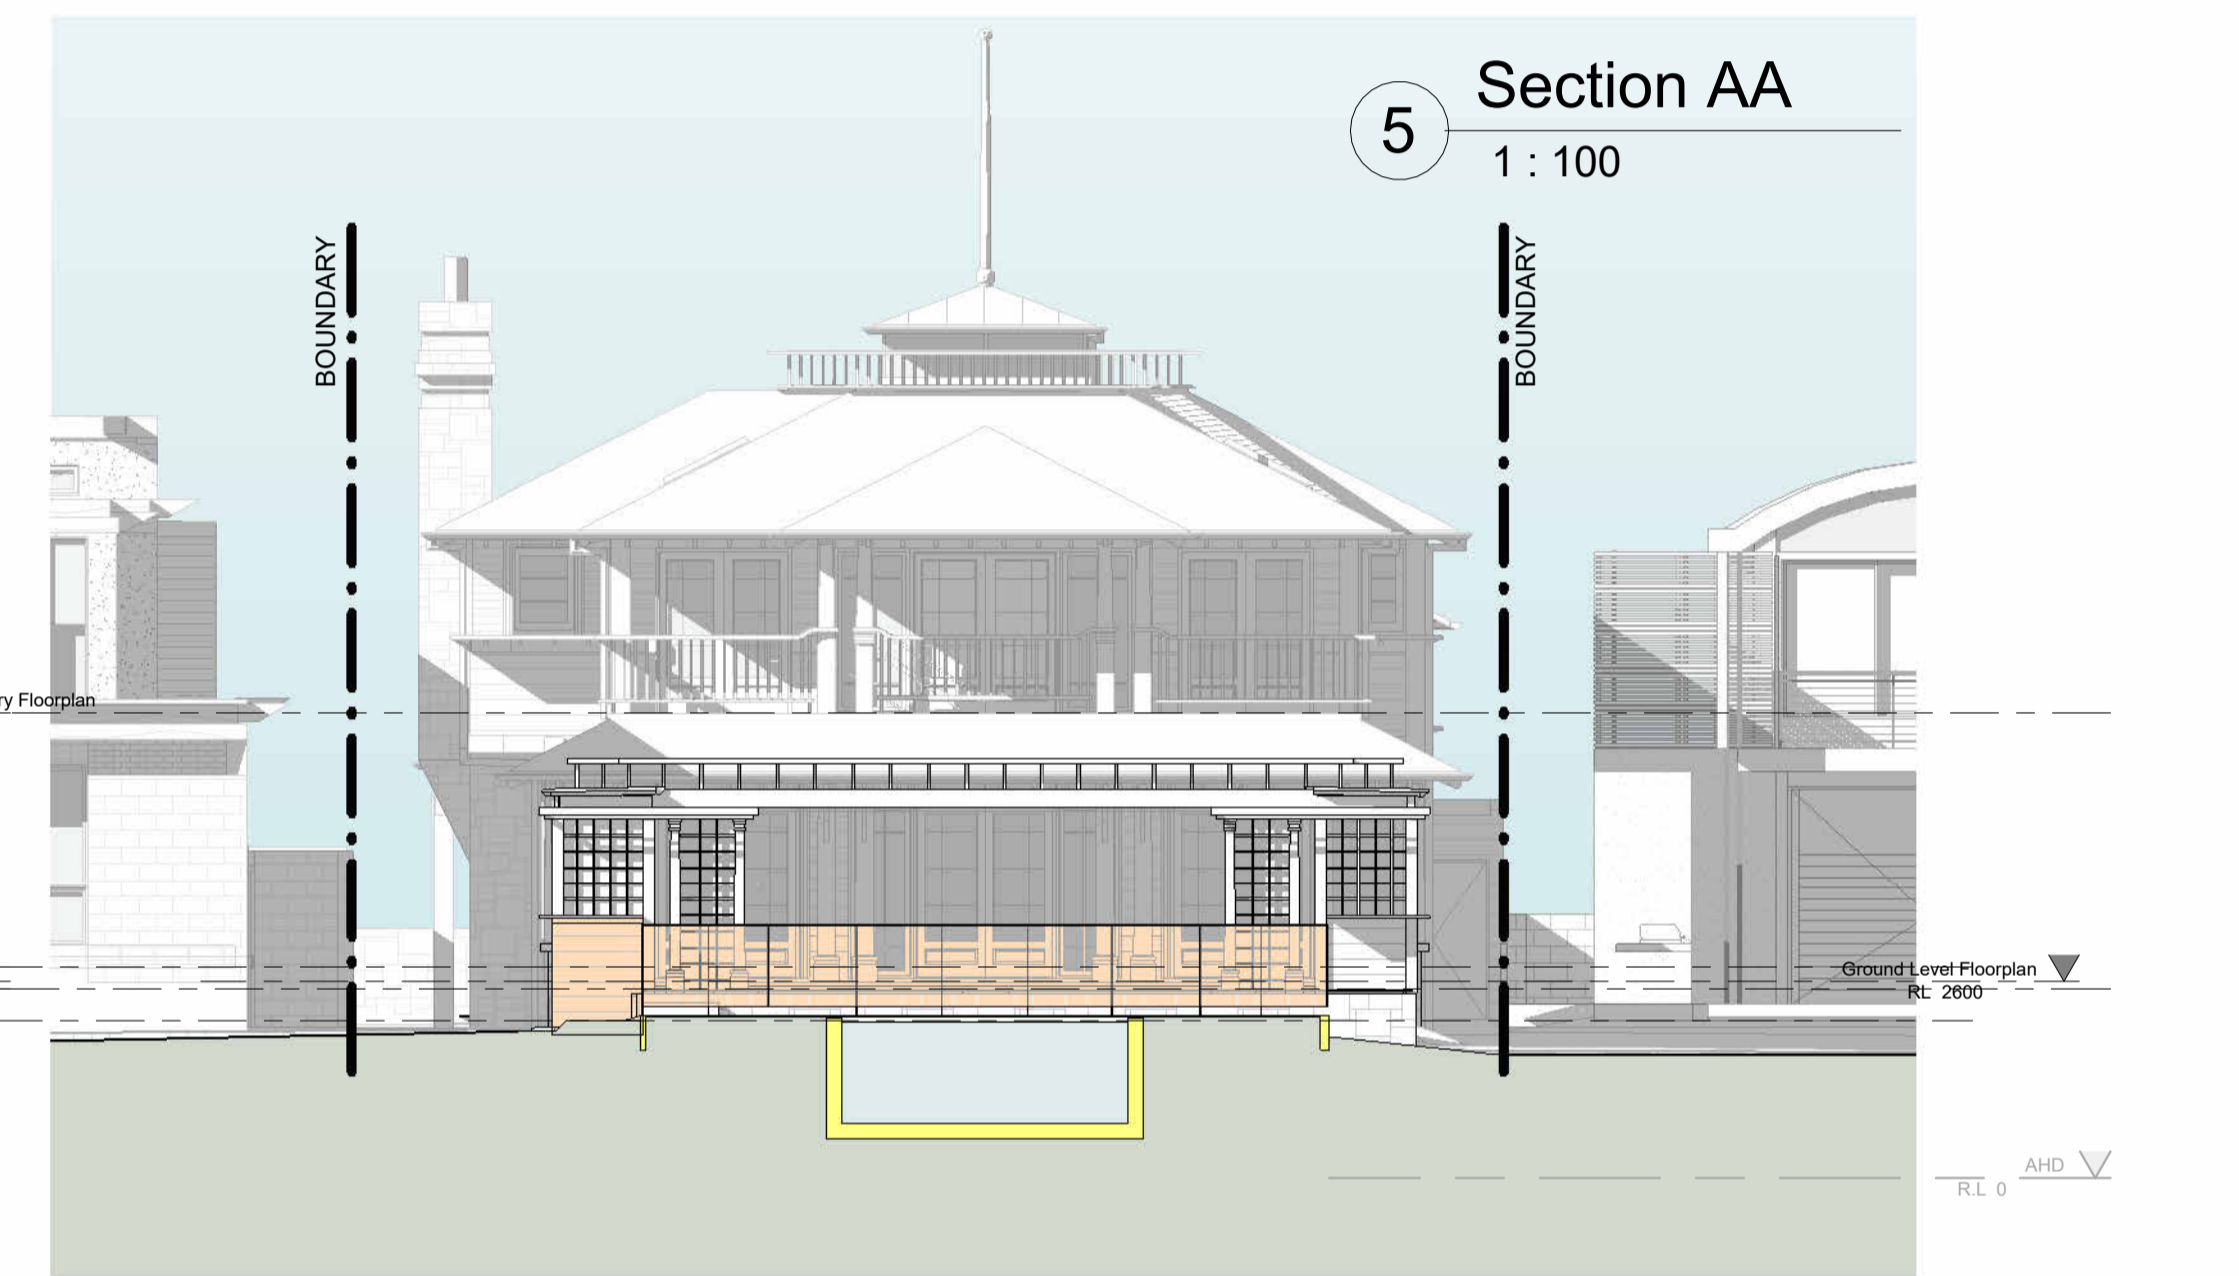 Section AA
5
1 : 100
BOUNDARY
BOUNDARY
ry Floorplan
Ground Level Floorplan
RL 2600
AHD
R.L 0